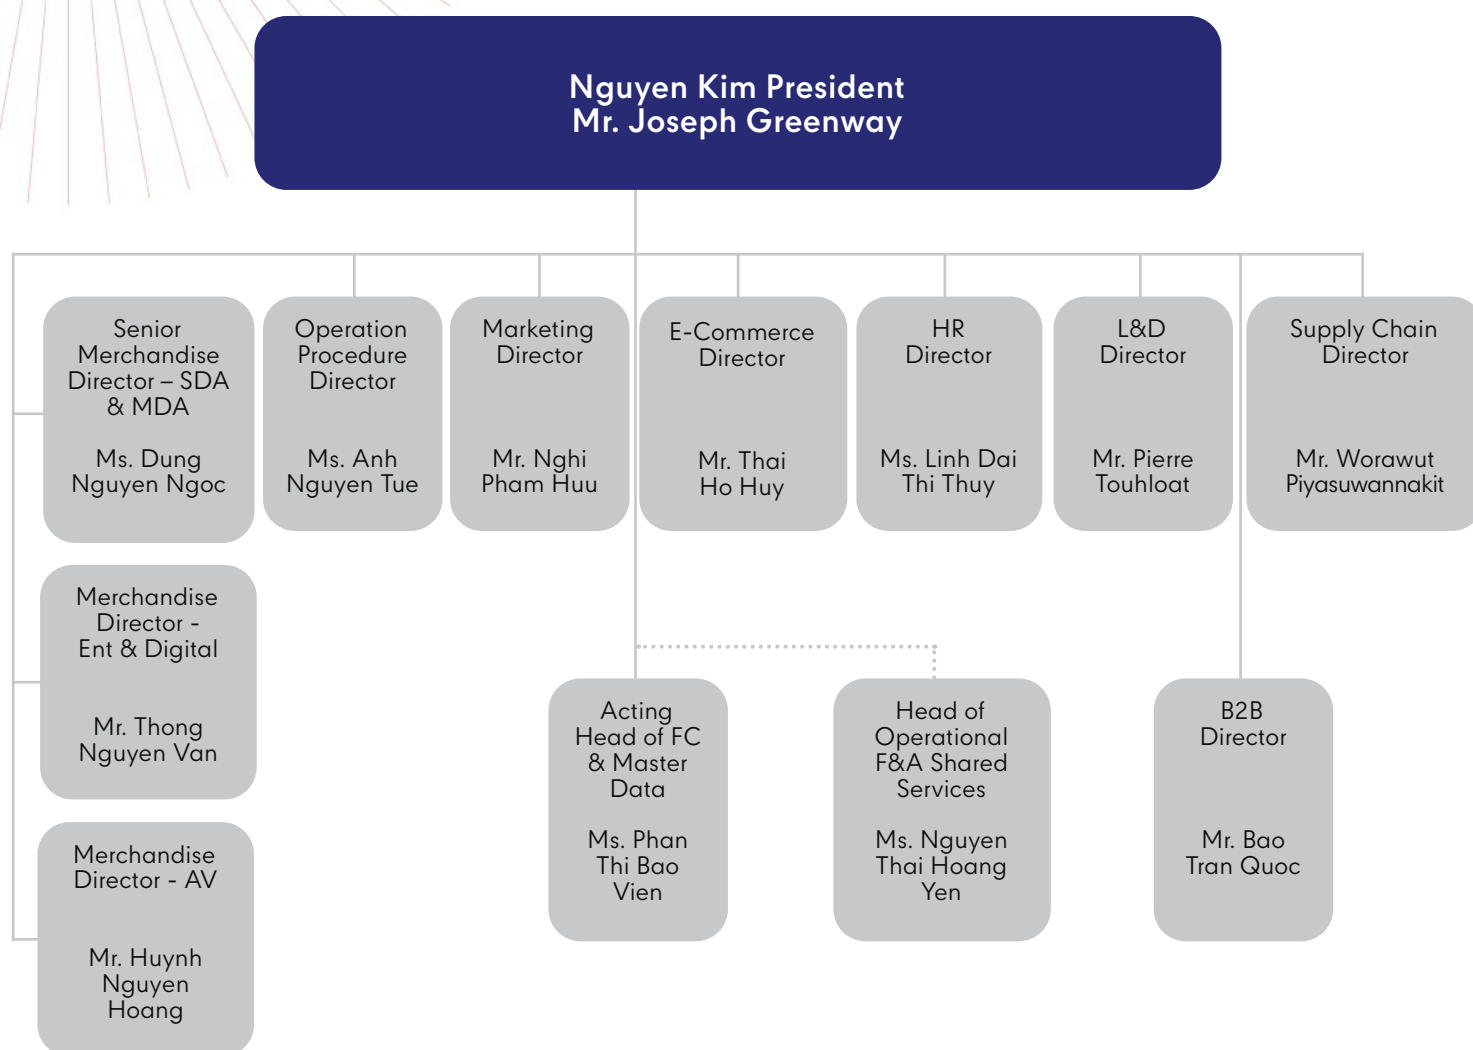 Nguyen Kim President
Mr. Joseph Greenway
Senior
Merchandise
Director – SDA
& MDA
Ms. Dung
Nguyen Ngoc
Operation
Procedure
Director
Ms. Anh
Nguyen Tue
Marketing
Director
Mr. Nghi
Pham Huu
E-Commerce
Director
Mr. Thai
Ho Huy
HR
Director
Ms. Linh Dai
Thi Thuy
L&D
Director
Mr. Pierre
Touhloat
Supply Chain
Director
Mr. Worawut
Piyasuwannakit
Merchandise
Director -
Ent & Digital
Mr. Thong
Nguyen Van
Acting
Head of FC
& Master
Data
Ms. Phan
Thi Bao
Vien
Head of
Operational
F&A Shared
Services
Ms. Nguyen
Thai Hoang
Yen
B2B
Director
Mr. Bao
Tran Quoc
Merchandise
Director - AV
Mr. Huynh
Nguyen
Hoang